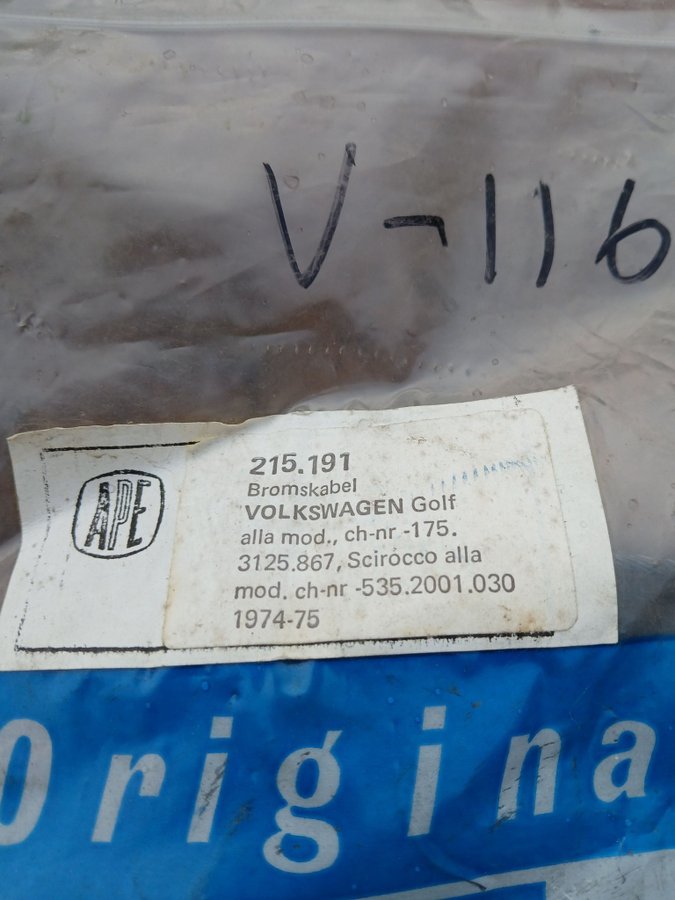 V-116
APE
215.191
Bromskabel
VOLKSWAGEN Golf
alla mod., ch-nr -175.
3125.867, Scirocco alla
mod. ch-nr -535.2001.030
1974-75
Origina